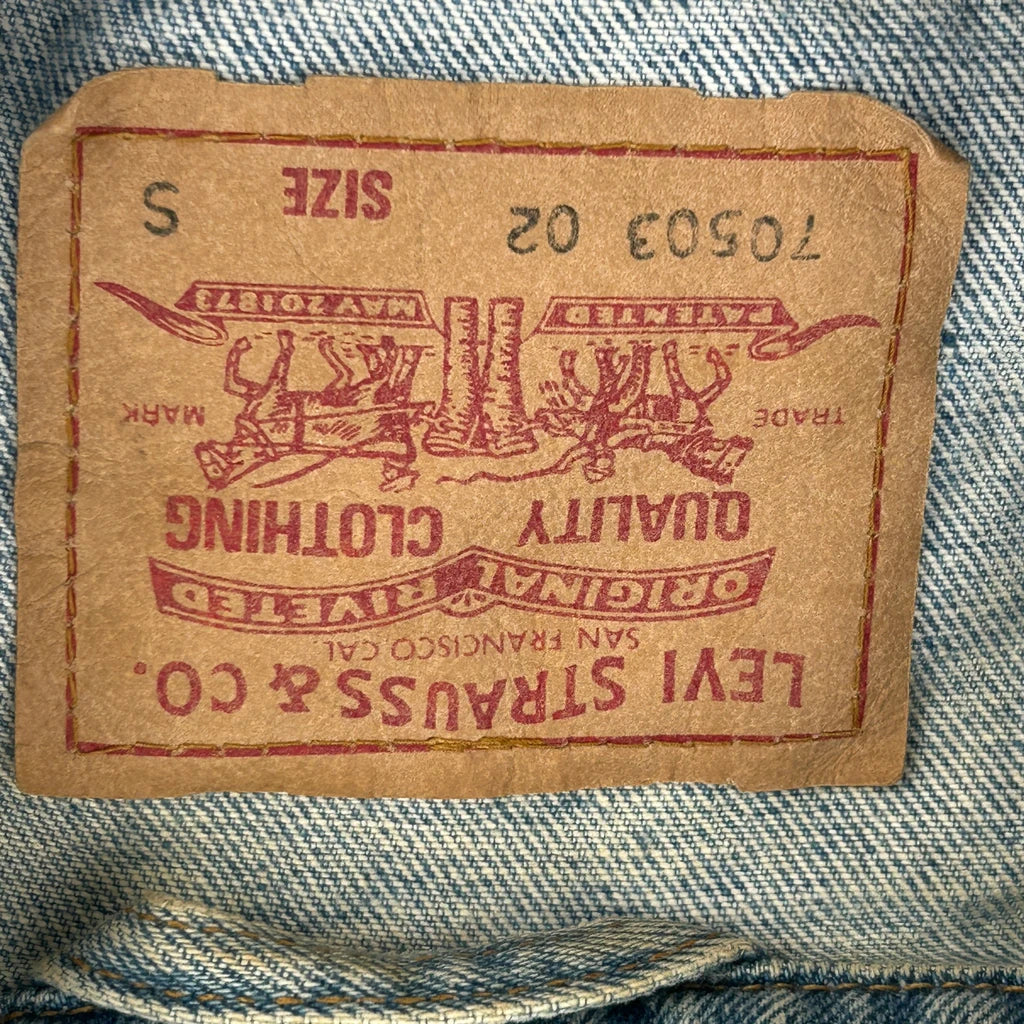 LEVI STRAUSS & CO.
SAN FRANCISCO CAL
ORIGINAL RIVETED
QUALITY CLOTHING
TRADE MARK
PATENTED MAY 20 1873
70503 02 SIZE S